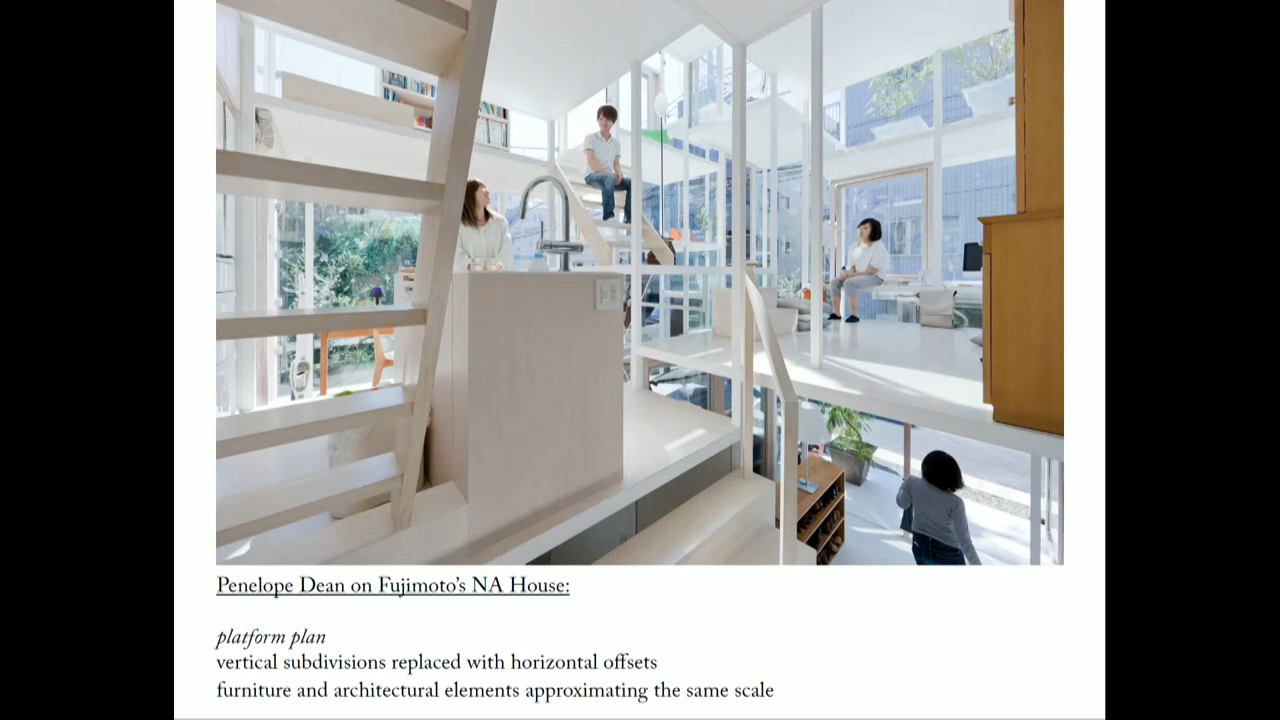 Penelope Dean on Fujimoto's NA House:
platform plan
vertical subdivisions replaced with horizontal offsets
furniture and architectural elements approximating the same scale